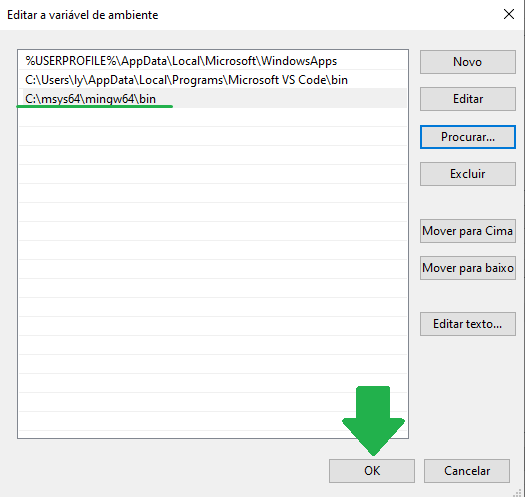 Editar a variável de ambiente
%USERPROFILE%\AppData\Local\Microsoft\WindowsApps
C:\Users\ly\AppData\Local\Programs\Microsoft VS Code\bin
C:\msys64\mingw64\bin
Novo
Editar
Procurar...
Excluir
Mover para Cima
Mover para baixo
Editar texto...
OK
Cancelar